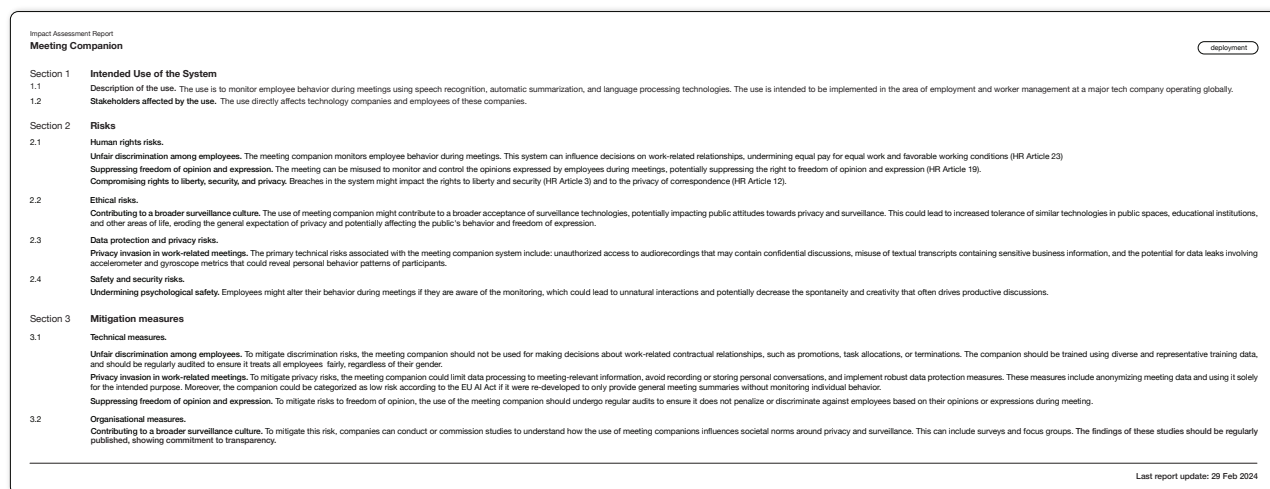 Impact Assessment Report
Meeting Companion
deployment
Section 1 Intended Use of the System
1.1 Description of the use. The use is to monitor employee behavior during meetings using speech recognition, automatic summarization, and language processing technologies. The use is intended to be implemented in the area of employment and worker management at a major tech company operating globally.
1.2 Stakeholders affected by the use. The use directly affects technology companies and employees of these companies.
Section 2 Risks
2.1 Human rights risks.
Unfair discrimination among employees. The meeting companion monitors employee behavior during meetings. This system can influence decisions on work-related relationships, undermining equal pay for equal work and favorable working conditions (HR Article 23)
Suppressing freedom of opinion and expression. The meeting can be misused to monitor and control the opinions expressed by employees during meetings, potentially suppressing the right to freedom of opinion and expression (HR Article 19).
Compromising rights to liberty, security, and privacy. Breaches in the system might impact the rights to liberty and security (HR Article 3) and to the privacy of correspondence (HR Article 12).
2.2 Ethical risks.
Contributing to a broader surveillance culture. The use of meeting companion might contribute to a broader acceptance of surveillance technologies, potentially impacting public attitudes towards privacy and surveillance. This could lead to increased tolerance of similar technologies in public spaces, educational institutions,
and other areas of life, eroding the general expectation of privacy and potentially affecting the public's behavior and freedom of expression.
2.3 Data protection and privacy risks.
Privacy invasion in work-related meetings. The primary technical risks associated with the meeting companion system include: unauthorized access to audiorecordings that may contain confidential discussions, misuse of textual transcripts containing sensitive business information, and the potential for data leaks involving
accelerometer and gyroscope metrics that could reveal personal behavior patterns of participants.
2.4 Safety and security risks.
Undermining psychological safety. Employees might alter their behavior during meetings if they are aware of the monitoring, which could lead to unnatural interactions and potentially decrease the spontaneity and creativity that often drives productive discussions.
Section 3 Mitigation measures
3.1 Technical measures.
Unfair discrimination among employees. To mitigate discrimination risks, the meeting companion should not be used for making decisions about work-related contractual relationships, such as promotions, task allocations, or terminations. The companion should be trained using diverse and representative training data,
and should be regularly audited to ensure it treats all employees fairly, regardless of their gender.
Privacy invasion in work-related meetings. To mitigate privacy risks, the meeting companion could limit data processing to meeting-relevant information, avoid recording or storing personal conversations, and implement robust data protection measures. These measures include anonymizing meeting data and using it solely
for the intended purpose. Moreover, the companion could be categorized as low risk according to the EU AI Act if it were re-developed to only provide general meeting summaries without monitoring individual behavior.
Suppressing freedom of opinion and expression. To mitigate risks to freedom of opinion, the use of the meeting companion should undergo regular audits to ensure it does not penalize or discriminate against employees based on their opinions or expressions during meeting.
3.2 Organisational measures.
Contributing to a broader surveillance culture. To mitigate this risk, companies can conduct or commission studies to understand how the use of meeting companions influences societal norms around privacy and surveillance. This can include surveys and focus groups. The findings of these studies should be regularly
published, showing commitment to transparency.
Last report update: 29 Feb 2024